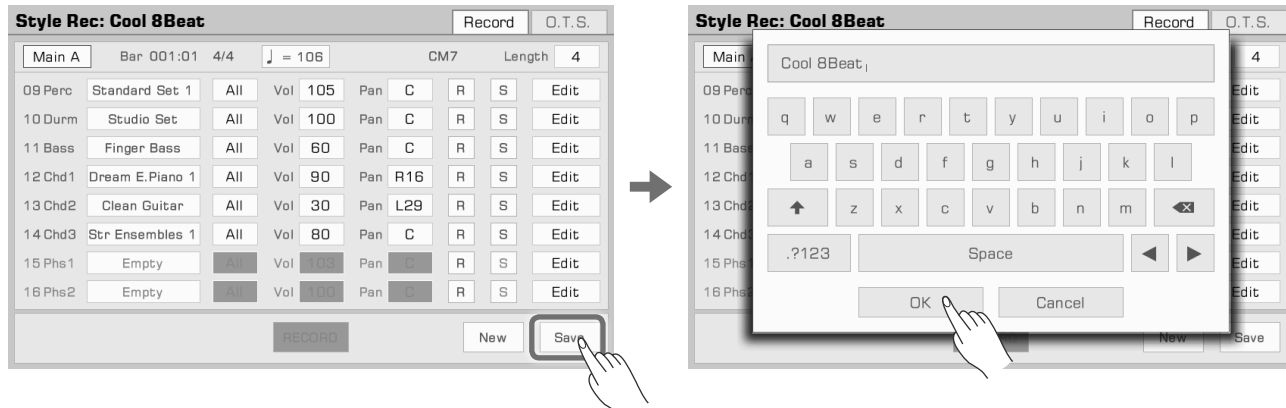 Style Rec: Cool 8Beat Record O.T.S.
Main A Bar 001:01 4/4 ♩ = 106 CM7 Length 4
09 Perc Standard Set 1 All Vol 105 Pan C R S Edit
10 Durm Studio Set All Vol 100 Pan C R S Edit
11 Bass Finger Bass All Vol 60 Pan C R S Edit
12 Chd1 Dream E.Piano 1 All Vol 90 Pan R16 R S Edit
13 Chd2 Clean Guitar All Vol 30 Pan L29 R S Edit
14 Chd3 Str Ensembles 1 All Vol 80 Pan C R S Edit
15 Phs1 Empty All Vol 103 Pan C R S Edit
16 Phs2 Empty All Vol 100 Pan C R S Edit
RECORD New Save
Style Rec: Cool 8Beat Record O.T.S.
Main 4
Cool 8Beat
09 Perc Edit
q w e r t y u i o p
10 Durm Edit
11 Bass Edit
a s d f g h j k l
12 Chd Edit
13 Chd2 Edit
z x c v b n m
14 Chd Edit
15 Phs1 Edit
.?123 Space
16 Phs2 Edit
OK Cancel
New Save